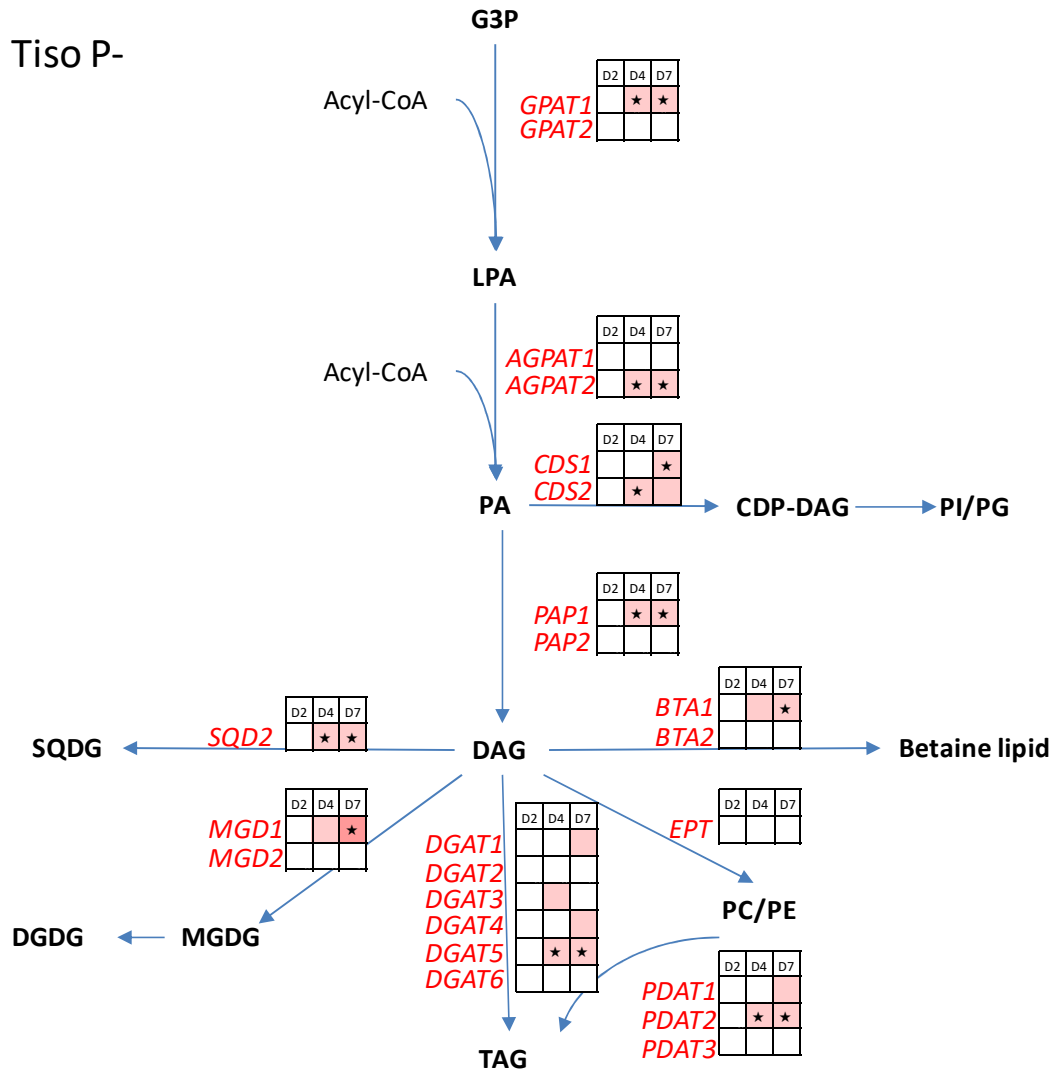 G3P
Tiso P-
D2 D4 D7
Acyl-CoA
GPAT1 ★ ★
GPAT2
LPA
D2 D4 D7
AGPAT1
Acyl-CoA
AGPAT2 ★ ★
D2 D4 D7
CDS1 ★
CDS2 ★
PA
CDP-DAG
PI/PG
D2 D4 D7
PAP1 ★ ★
PAP2
D2 D4 D7
SQD2 ★ ★
D2 D4 D7
BTA1 ★
BTA2
SQDG
DAG
Betaine lipid
D2 D4 D7
MGD1 ★
MGD2
D2 D4 D7
DGAT1
DGAT2
DGAT3
DGAT4
DGAT5 ★ ★
DGAT6
D2 D4 D7
EPT
PC/PE
DGDG
MGDG
D2 D4 D7
PDAT1
PDAT2 ★ ★
PDAT3
TAG